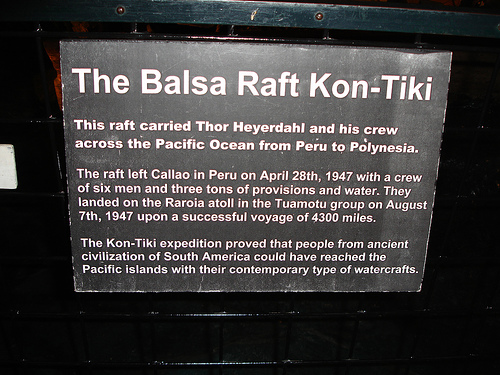 The Balsa Raft Kon-Tiki
This raft carried Thor Heyerdahl and his crew
across the Pacific Ocean from Peru to Polynesia.
The raft left Callao in Peru on April 28th, 1947 with a crew
of six men and three tons of provisions and water. They
landed on the Raroia atoll in the Tuamotu group on August
7th, 1947 upon a successful voyage of 4300 miles.
The Kon-Tiki expedition proved that people from ancient
civilization of South America could have reached the
Pacific islands with their contemporary type of watercrafts.